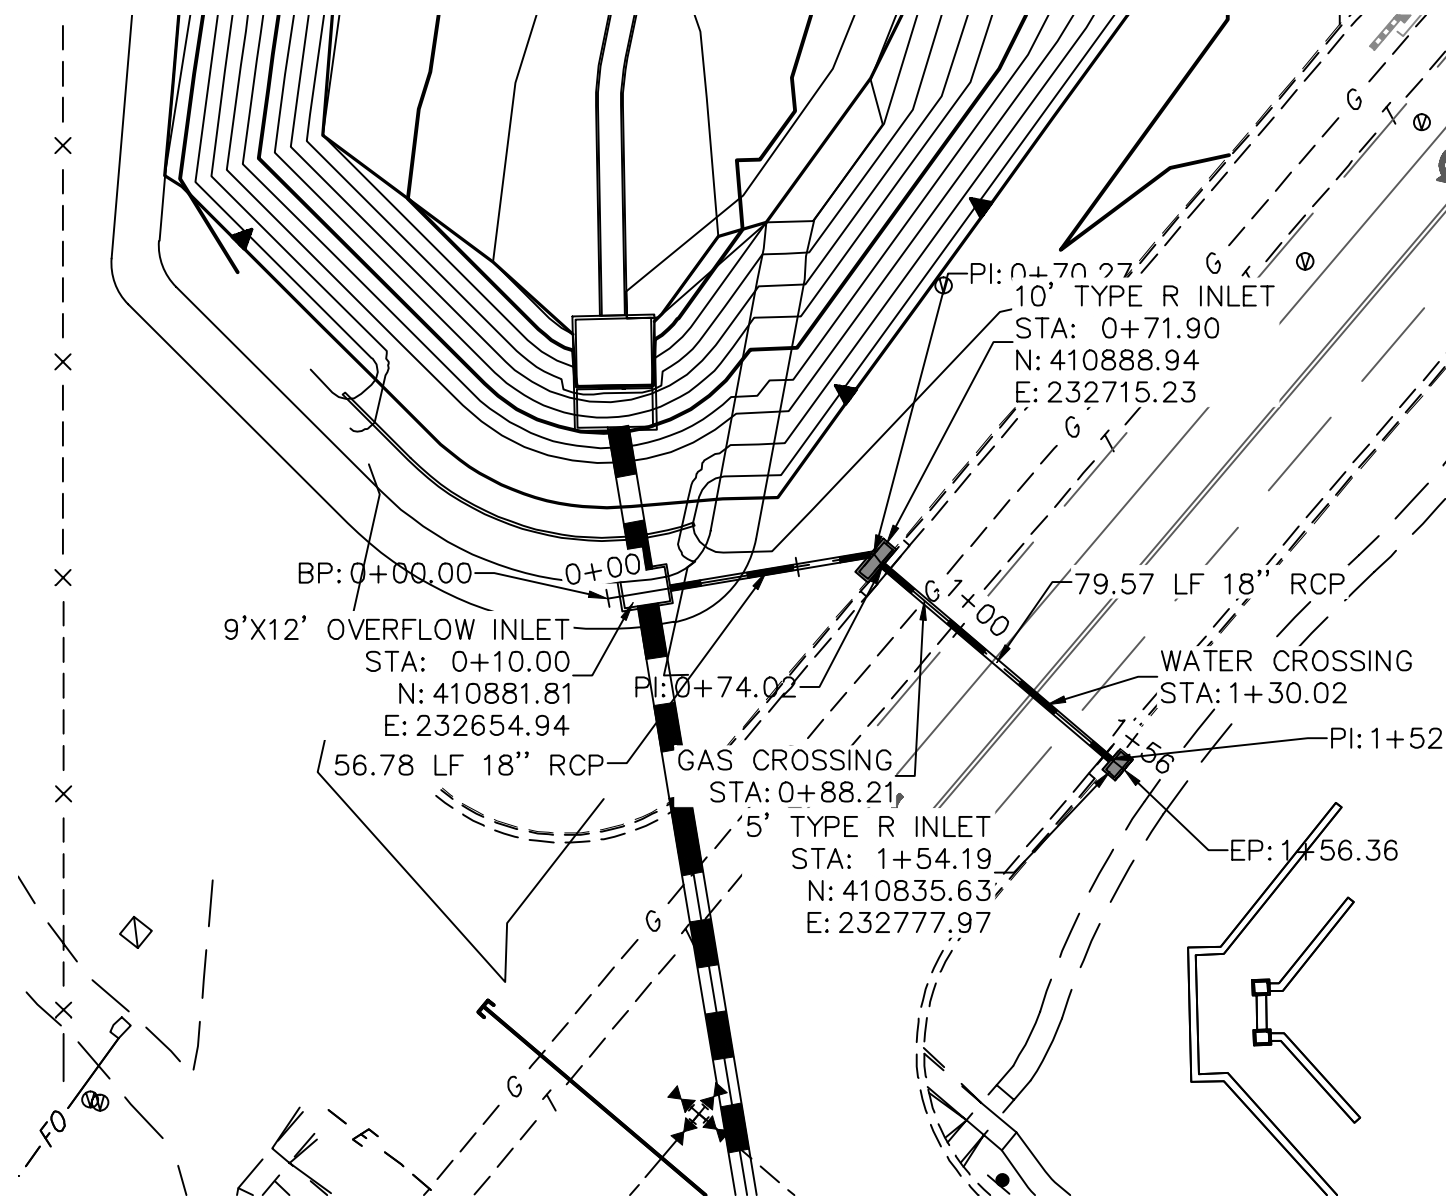 G
T
G
T
PI: 0+70.27
10' TYPE R INLET
STA: 0+71.90
N: 410888.94
E: 232715.23
G
T
BP: 0+00.00
0+00
G
1+00
79.57 LF 18" RCP
9'X12' OVERFLOW INLET
STA: 0+10.00
N: 410881.81
E: 232654.94
PI: 0+74.02
WATER CROSSING
STA: 1+30.02
1+56
PI: 1+52
56.78 LF 18" RCP
GAS CROSSING
STA: 0+88.21
5' TYPE R INLET
STA: 1+54.19
N: 410835.63
E: 232777.97
EP: 1+56.36
G
T
G
T
FO
E